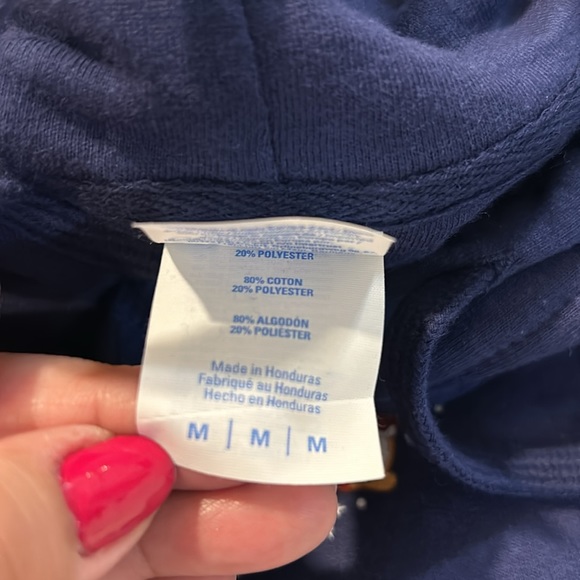 20% POLYESTER
80% COTON
20% POLYESTER
80% ALGODÓN
20% POLIÉSTER
Made in Honduras
Fabriqué au Honduras
Hecho en Honduras
M | M | M